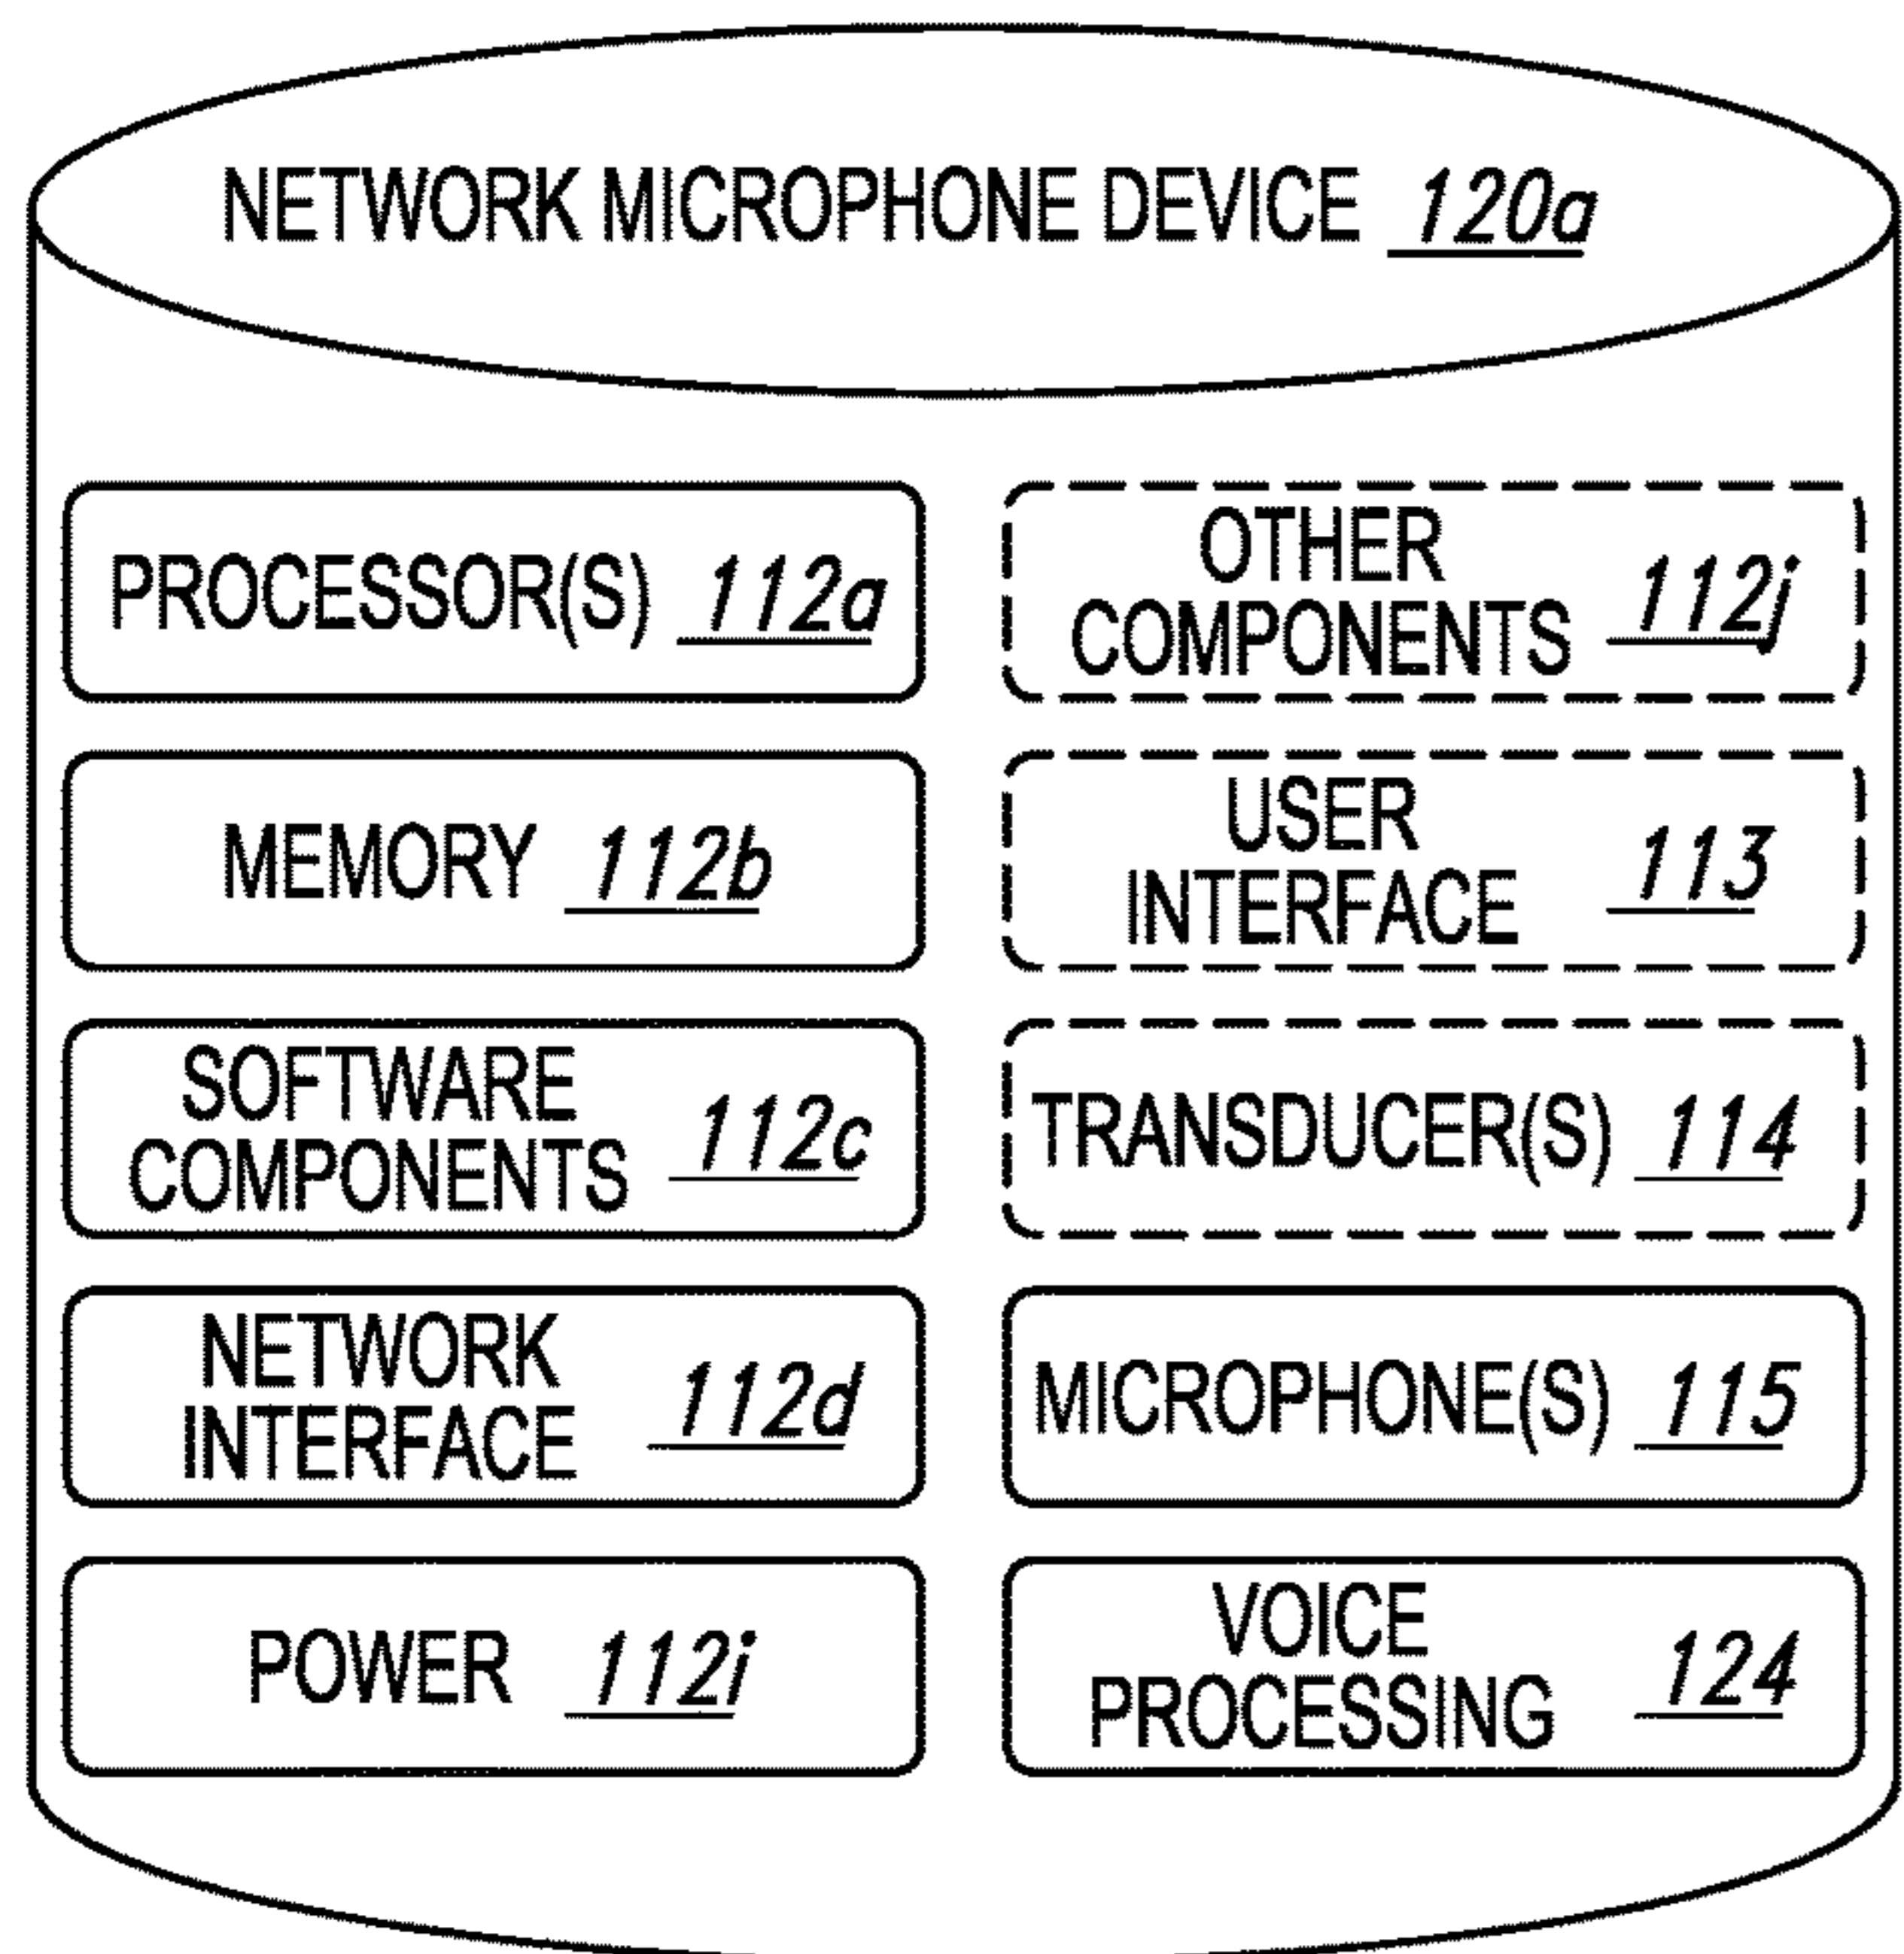 NETWORK MICROPHONE DEVICE 120a
PROCESSOR(S) 112a
MEMORY 112b
SOFTWARE
COMPONENTS 112c
NETWORK
INTERFACE 112d
POWER 112i
OTHER
COMPONENTS 112j
USER
INTERFACE 113
TRANSDUCER(S) 114
MICROPHONE(S) 115
VOICE
PROCESSING 124